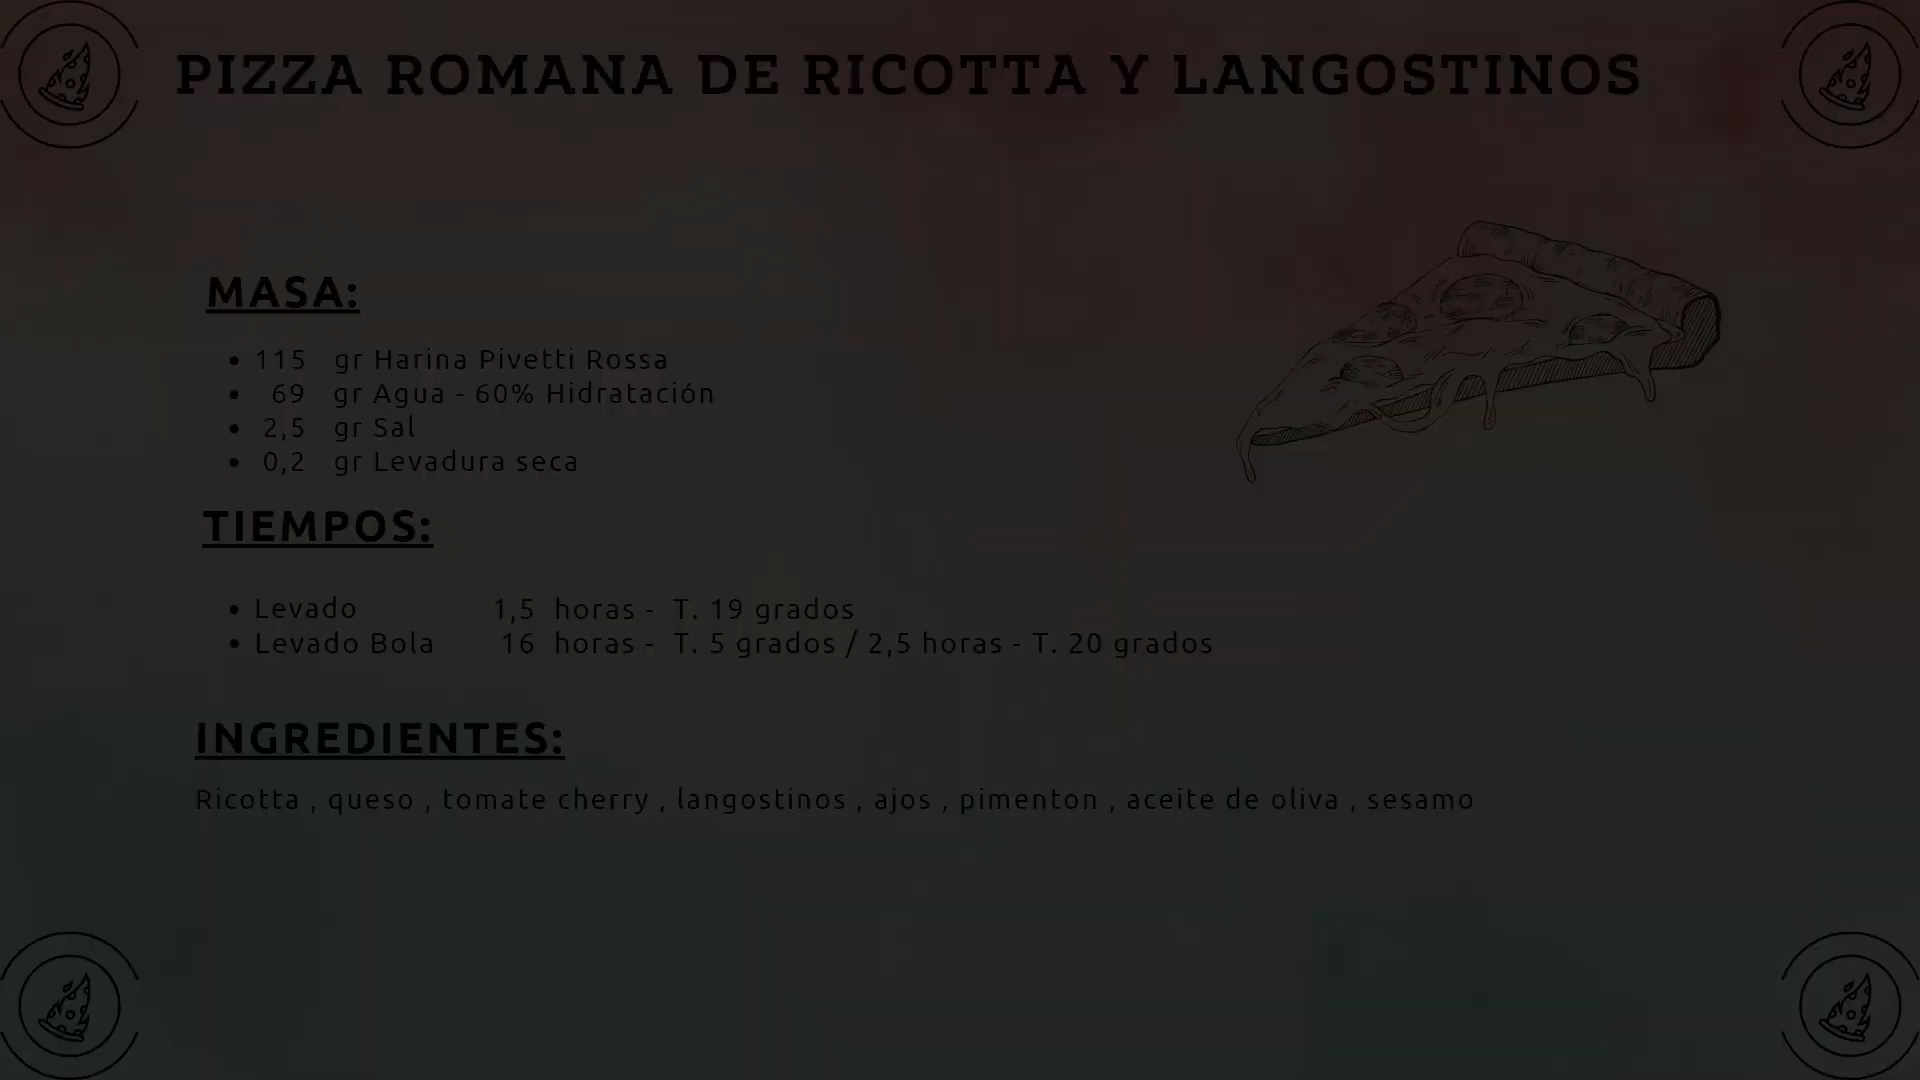 PIZZA ROMANA DE RICOTTA Y LANGOSTINOS
MASA:
• 115 gr Harina Pivetti Rossa
• 69 gr Agua - 60% Hidratación
• 2,5 gr Sal
• 0,2 gr Levadura seca
TIEMPOS:
• Levado 1,5 horas - T. 19 grados
• Levado Bola 16 horas - T. 5 grados / 2,5 horas - T. 20 grados
INGREDIENTES:
Ricotta , queso , tomate cherry , langostinos , ajos , pimenton , aceite de oliva , sesamo